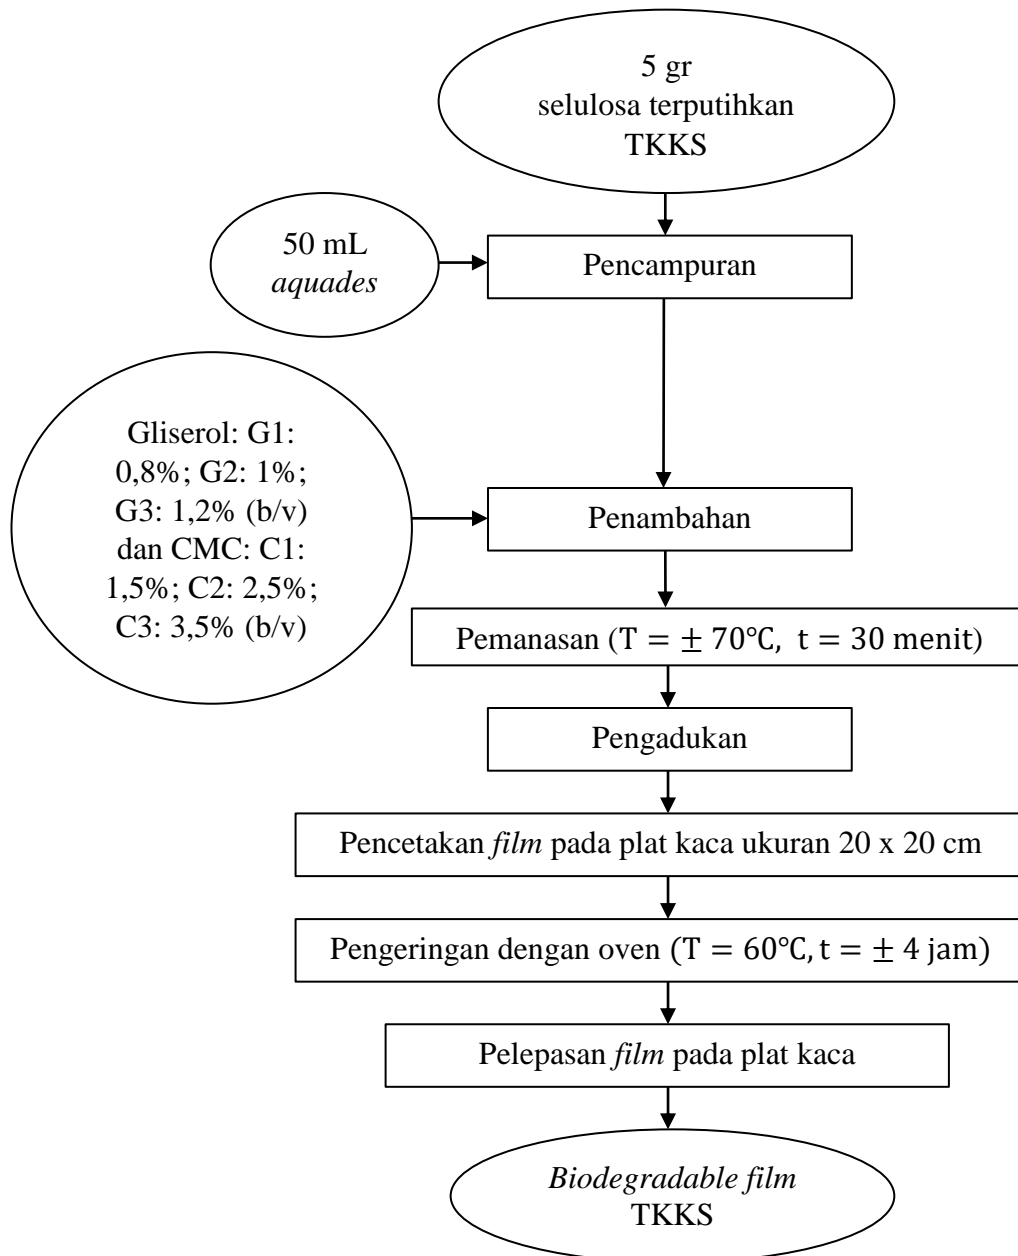 5 gr
selulosa terputihkan
TKKS
50 mL
aquades
Pencampuran
Gliserol: G1:
0,8%; G2: 1%;
G3: 1,2% (b/v)
dan CMC: C1:
1,5%; C2: 2,5%;
C3: 3,5% (b/v)
Penambahan
Pemanasan (T = ± 70℃, t = 30 menit)
Pengadukan
Pencetakan film pada plat kaca ukuran 20 x 20 cm
Pengeringan dengan oven (T = 60℃, t = ± 4 jam)
Pelepasan film pada plat kaca
Biodegradable film
TKKS